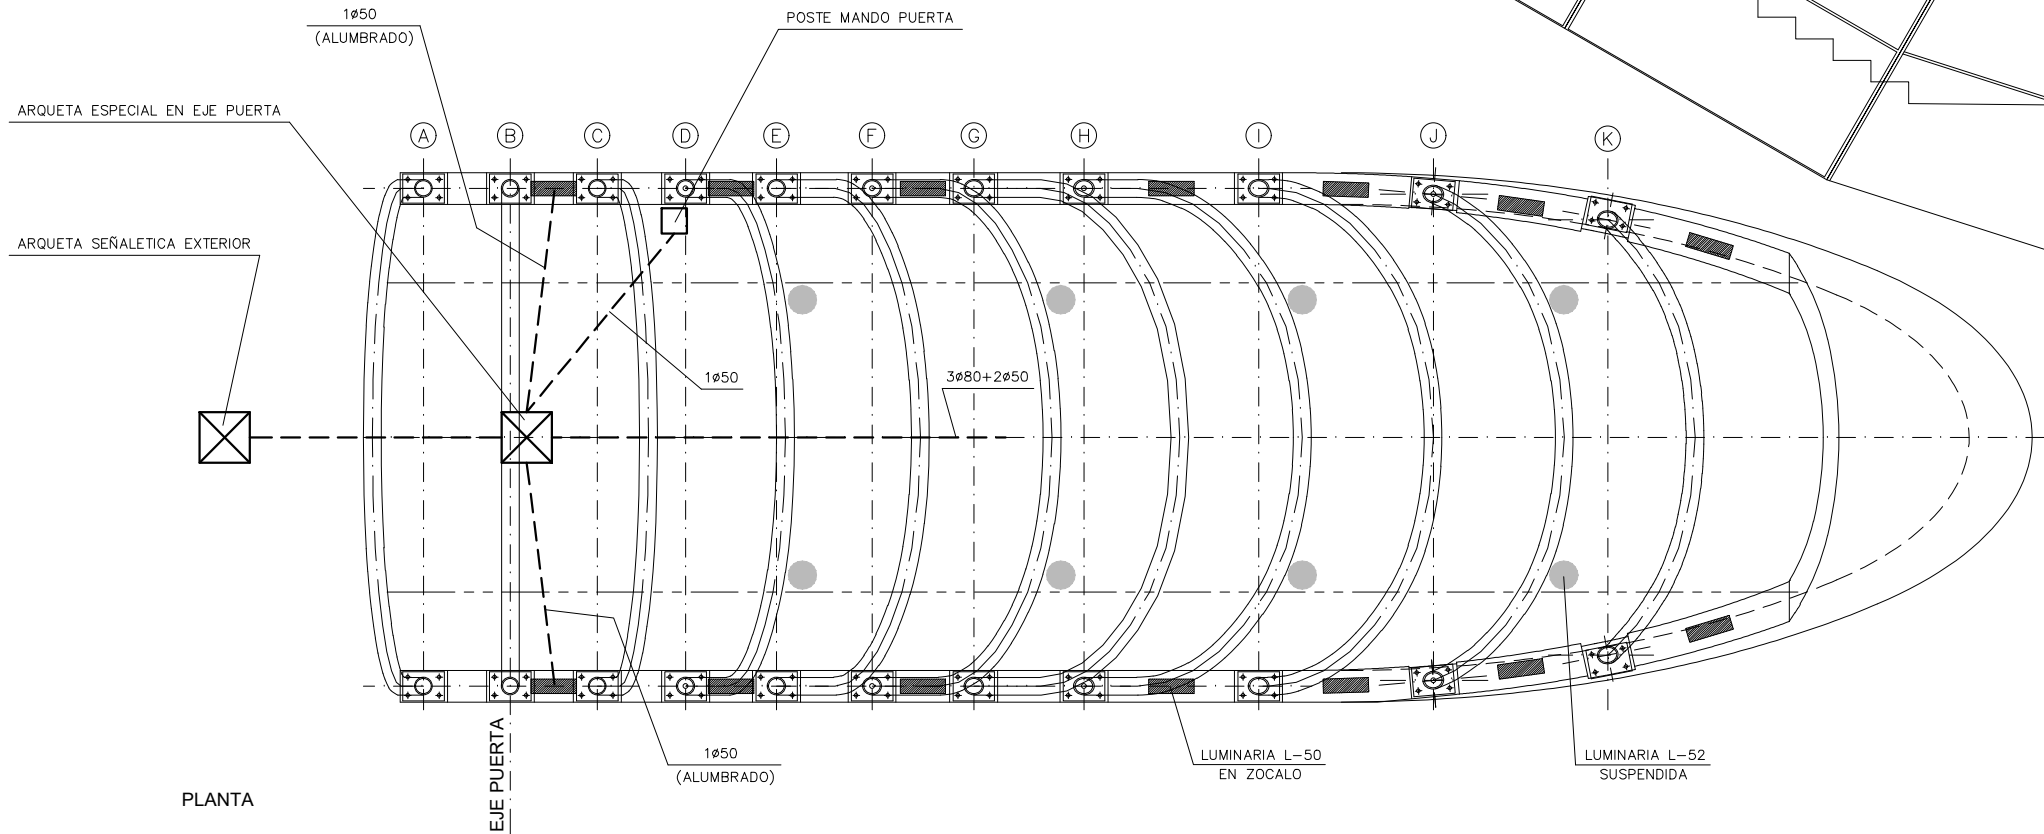 1ø50
(ALUMBRADO)
POSTE MANDO PUERTA
ARQUETA ESPECIAL EN EJE PUERTA
A
B
C
D
E
F
G
H
I
J
K
ARQUETA SEÑALETICA EXTERIOR
1ø50
3ø80+2ø50
1ø50
(ALUMBRADO)
EJE PUERTA
LUMINARIA L-50
EN ZOCALO
LUMINARIA L-52
SUSPENDIDA
PLANTA